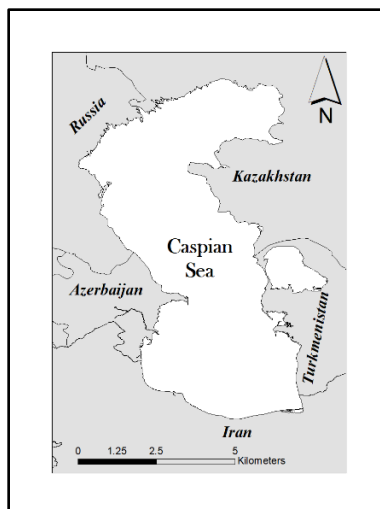 N
Russia
Kazakhstan
Caspian
Sea
Azerbaijan
Turkmenistan
Iran
0 1.25 2.5 5
Kilometers